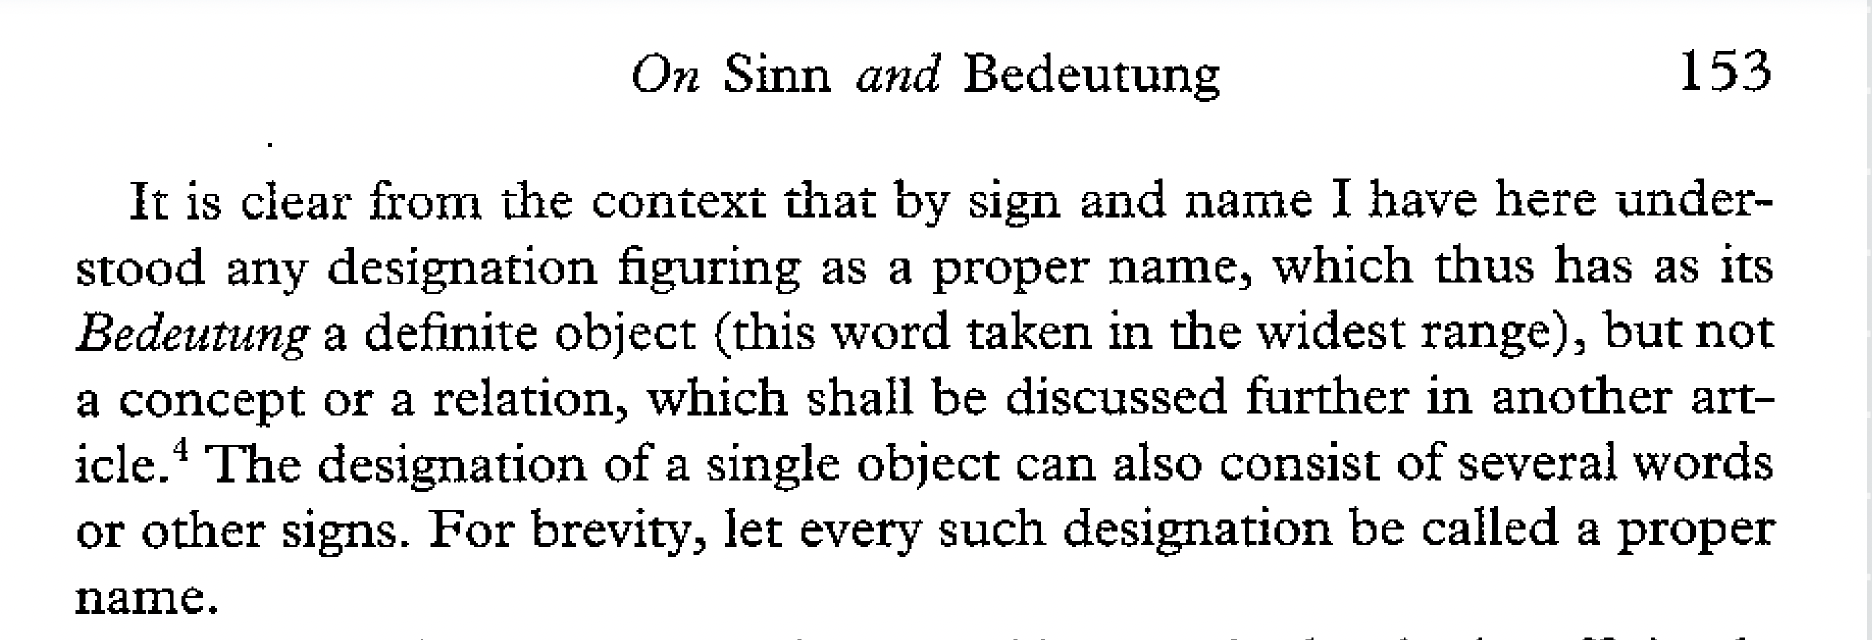 On Sinn and Bedeutung 153
It is clear from the context that by sign and name I have here under-
stood any designation figuring as a proper name, which thus has as its
Bedeutung a definite object (this word taken in the widest range), but not
a concept or a relation, which shall be discussed further in another art-
icle.⁴ The designation of a single object can also consist of several words
or other signs. For brevity, let every such designation be called a proper
name.